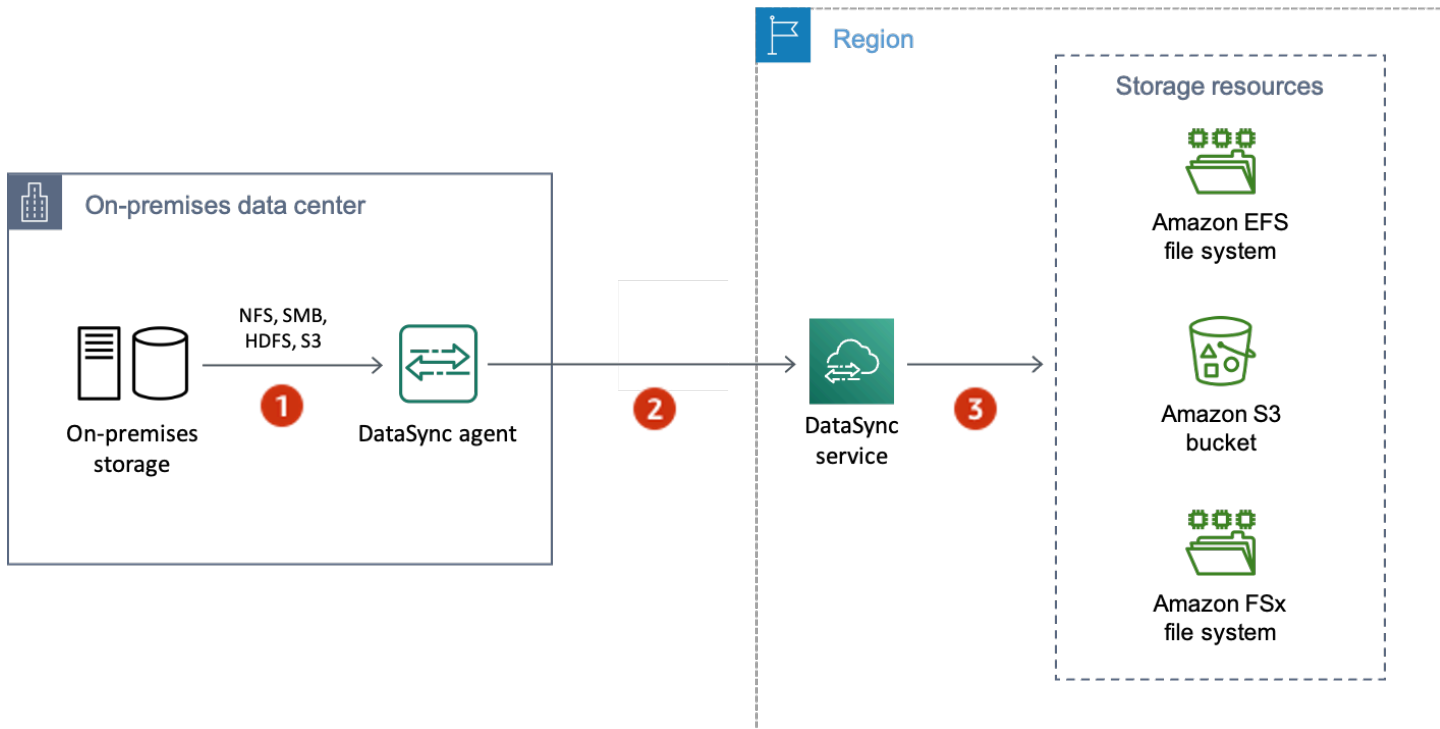 Region
Storage resources
Amazon EFS
file system
On-premises data center
NFS, SMB,
HDFS, S3
1
2
3
On-premises
storage
DataSync agent
DataSync
service
Amazon S3
bucket
Amazon FSx
file system